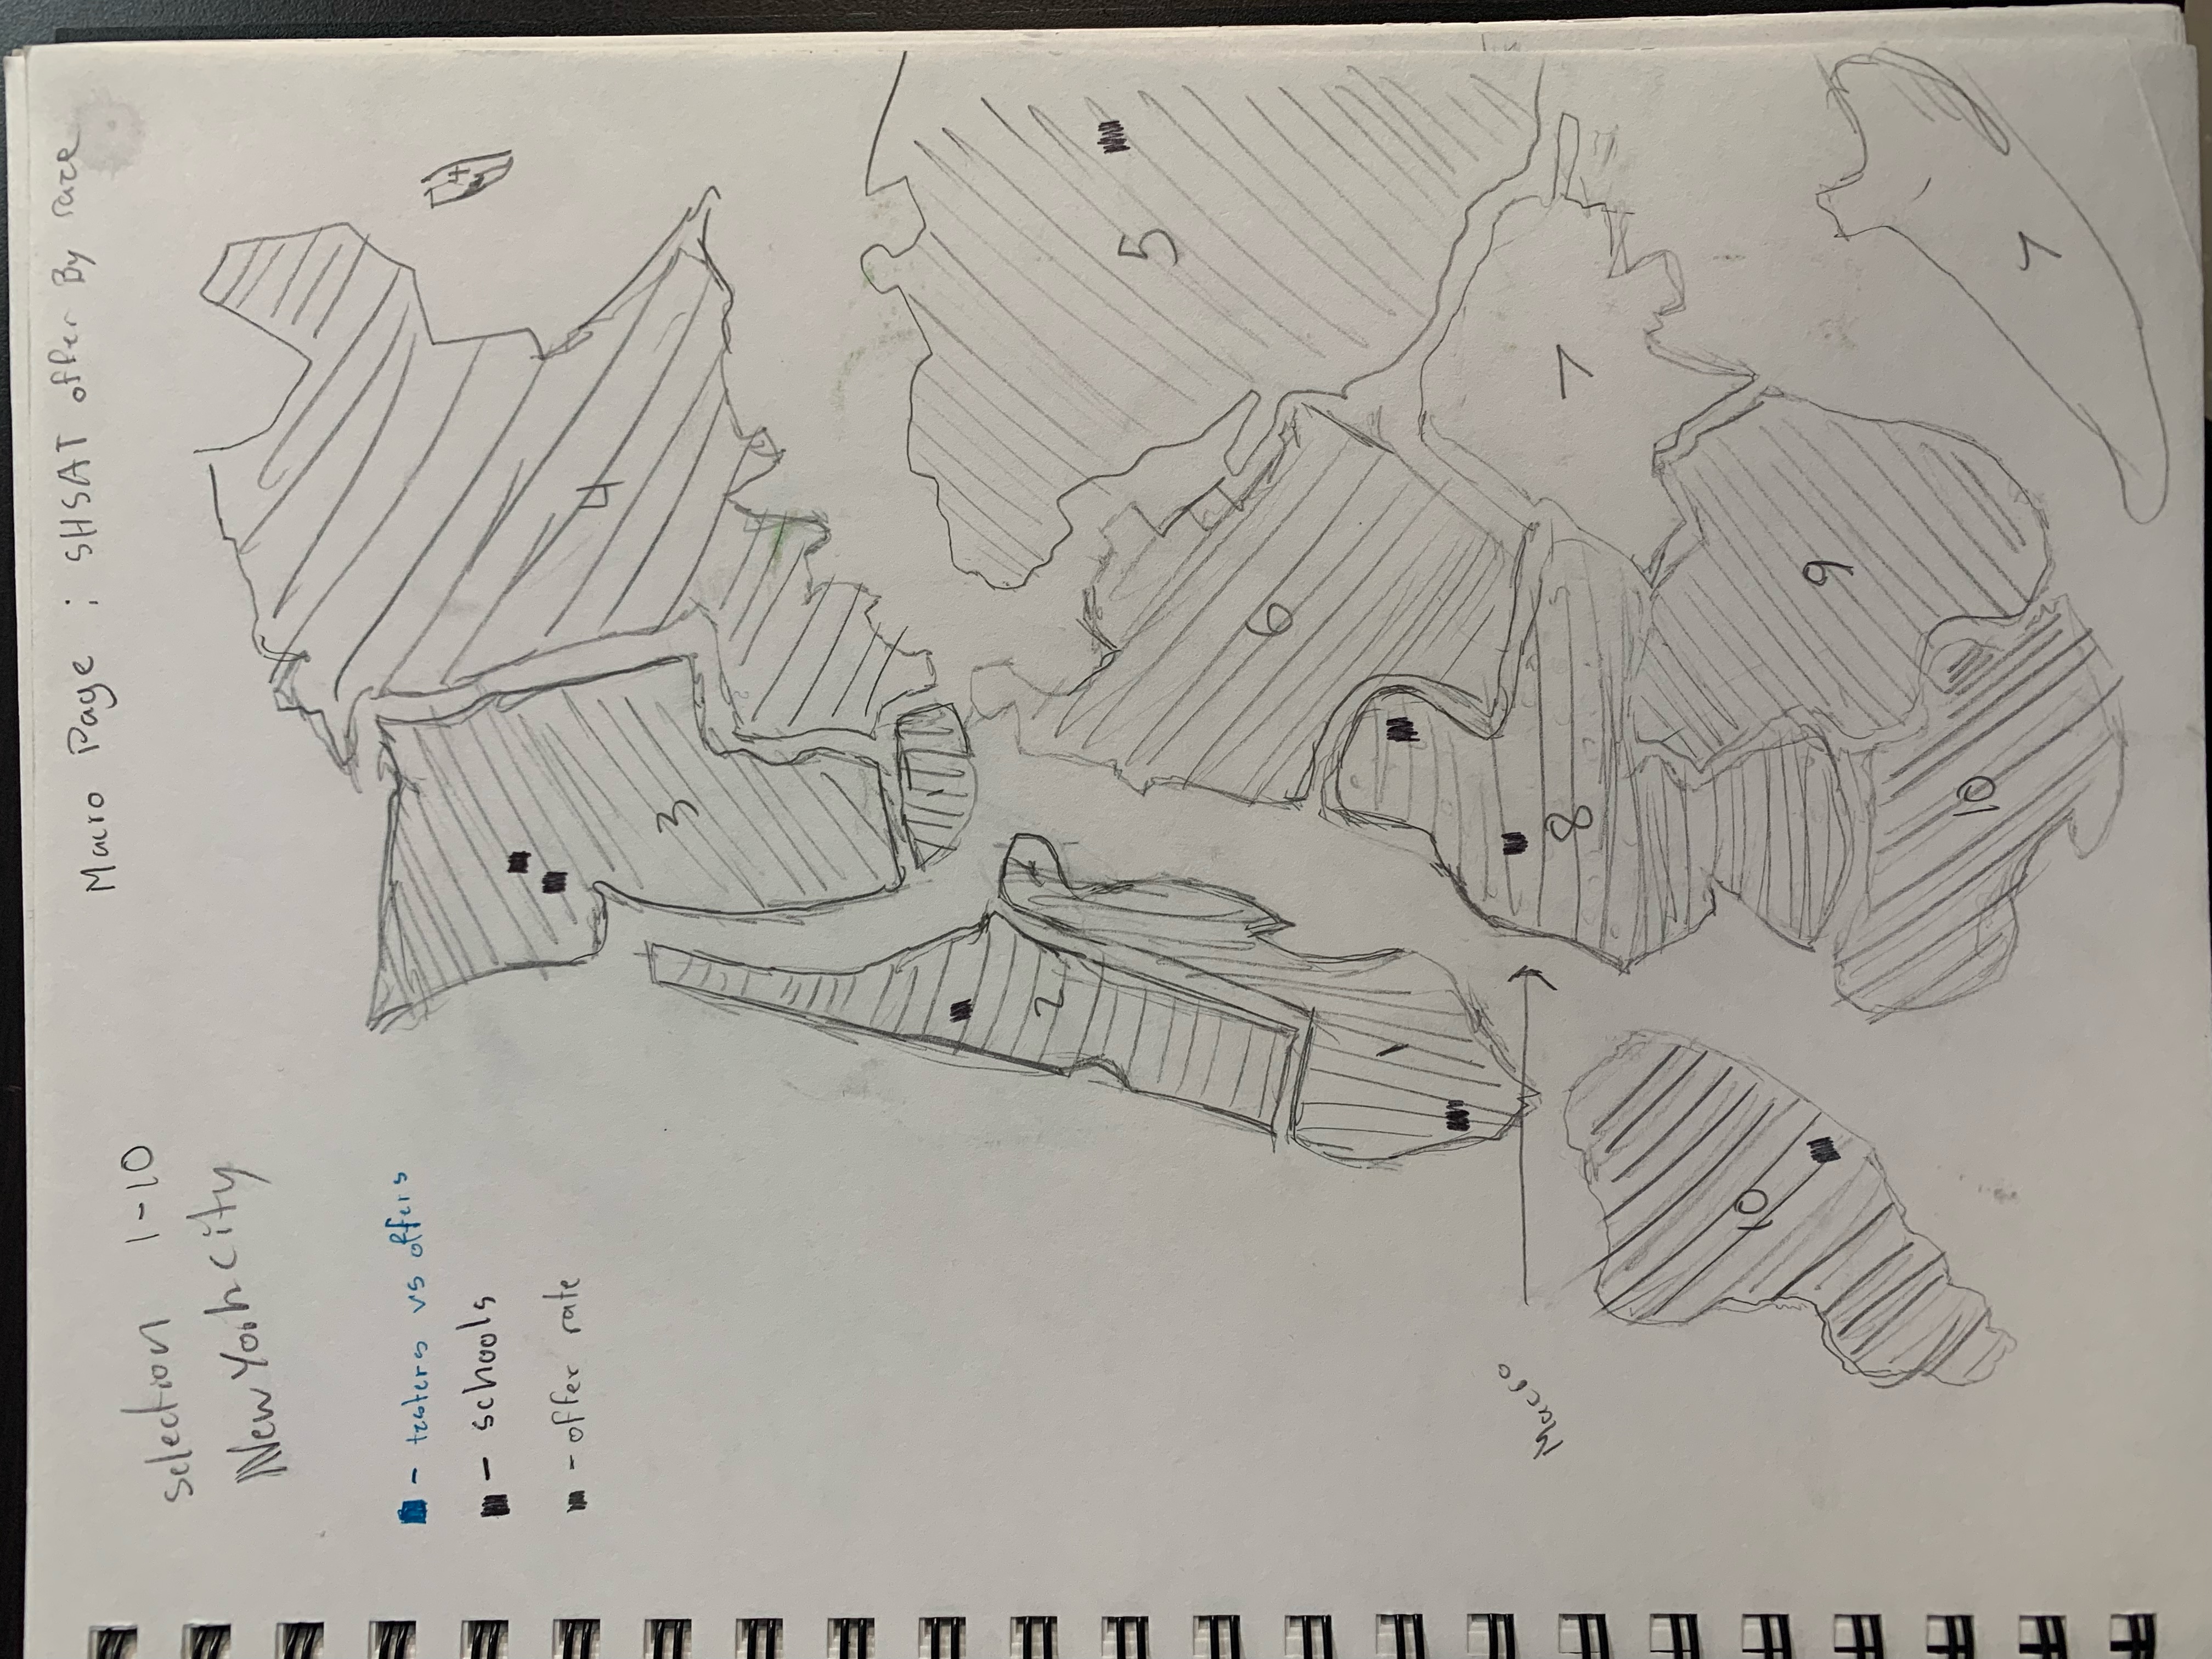 Macro Page ; SHSAT offer By race
Selection 1-10
New York city
- testers vs offers
- schools
- offer rate
4
4
3
2
5
6
1
8
7
Macro
10
9
10
7